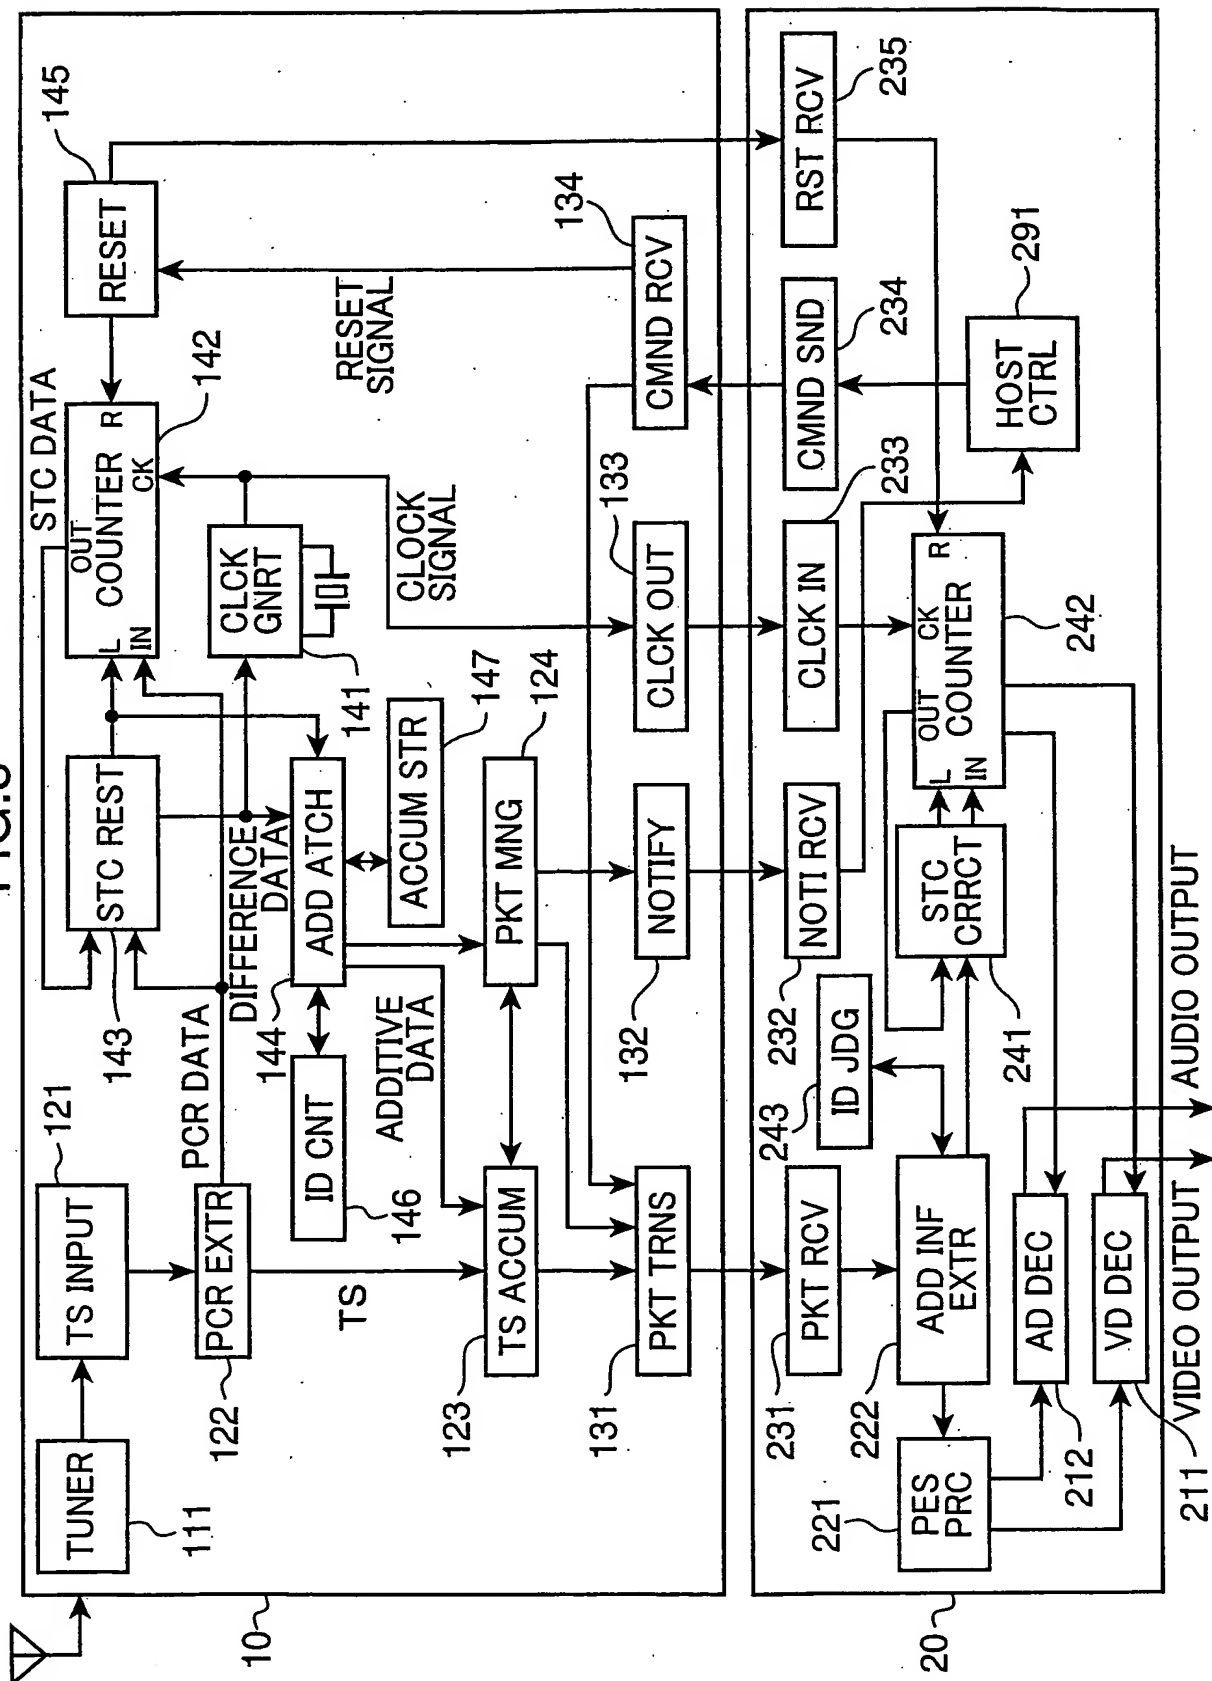 10
TUNER
111
TS INPUT
121
PCR EXTR
122
PCR DATA
TS
STC REST
143
STC DATA
OUT
COUNTER
L
IN
R
CK
142
RESET
145
CLCK
GNRT
141
DIFFERENCE
DATA
ADD ATCH
144
ID CNT
146
ACCUM STR
147
ADDITIVE
DATA
CLOCK
SIGNAL
RESET
SIGNAL
TS ACCUM
123
PKT MNG
124
PKT TRNS
131
NOTIFY
132
CLCK OUT
133
CMND RCV
134
20
PKT RCV
231
NOTI RCV
232
CLCK IN
233
CMND SND
234
RST RCV
235
ID JDG
243
ADD INF
EXTR
222
STC
CRRCT
241
OUT
CK
R
COUNTER
L
IN
242
HOST
CTRL
291
PES
PRC
221
AD DEC
212
VD DEC
211
VIDEO OUTPUT
AUDIO OUTPUT